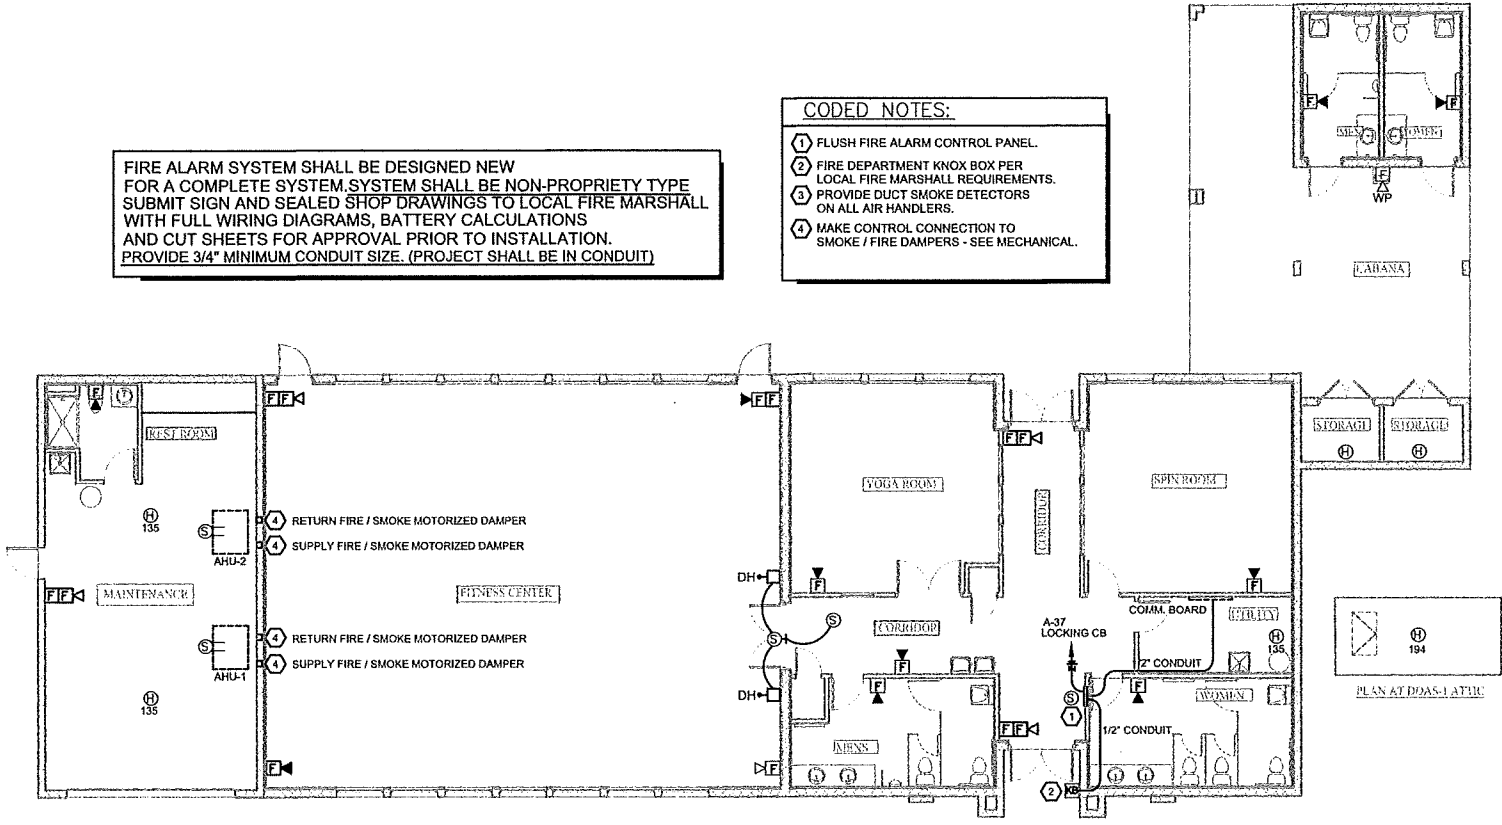 FIRE ALARM SYSTEM SHALL BE DESIGNED NEW
FOR A COMPLETE SYSTEM.SYSTEM SHALL BE NON-PROPRIETY TYPE
SUBMIT SIGN AND SEALED SHOP DRAWINGS TO LOCAL FIRE MARSHALL
WITH FULL WIRING DIAGRAMS, BATTERY CALCULATIONS
AND CUT SHEETS FOR APPROVAL PRIOR TO INSTALLATION.
PROVIDE 3/4" MINIMUM CONDUIT SIZE. (PROJECT SHALL BE IN CONDUIT)
CODED NOTES:
1 FLUSH FIRE ALARM CONTROL PANEL.
2 FIRE DEPARTMENT KNOX BOX PER
LOCAL FIRE MARSHALL REQUIREMENTS.
3 PROVIDE DUCT SMOKE DETECTORS
ON ALL AIR HANDLERS.
4 MAKE CONTROL CONNECTION TO
SMOKE / FIRE DAMPERS - SEE MECHANICAL.
F
F
MEN
WOMEN
F
WP
CABANA
STORAGE
STORAGE
H
H
F
T
REST ROOM
F F
F F
F F
YOGA ROOM
SPIN ROOM
CORRIDOR
H
135
S
AHU-2
4 RETURN FIRE / SMOKE MOTORIZED DAMPER
4 SUPPLY FIRE / SMOKE MOTORIZED DAMPER
F F
MAINTENANCE
FITNESS CENTER
DH
F
F
S
AHU-1
4 RETURN FIRE / SMOKE MOTORIZED DAMPER
4 SUPPLY FIRE / SMOKE MOTORIZED DAMPER
S
S
CORRIDOR
F
A-37
LOCKING CB
COMM. BOARD
UTILITY
H
135
2" CONDUIT
H
194
PLAN AT DOAS-1 ATTIC
H
135
DH
F
S
1
F
WOMEN
F F
1/2" CONDUIT
MENS
F
F
2
KB